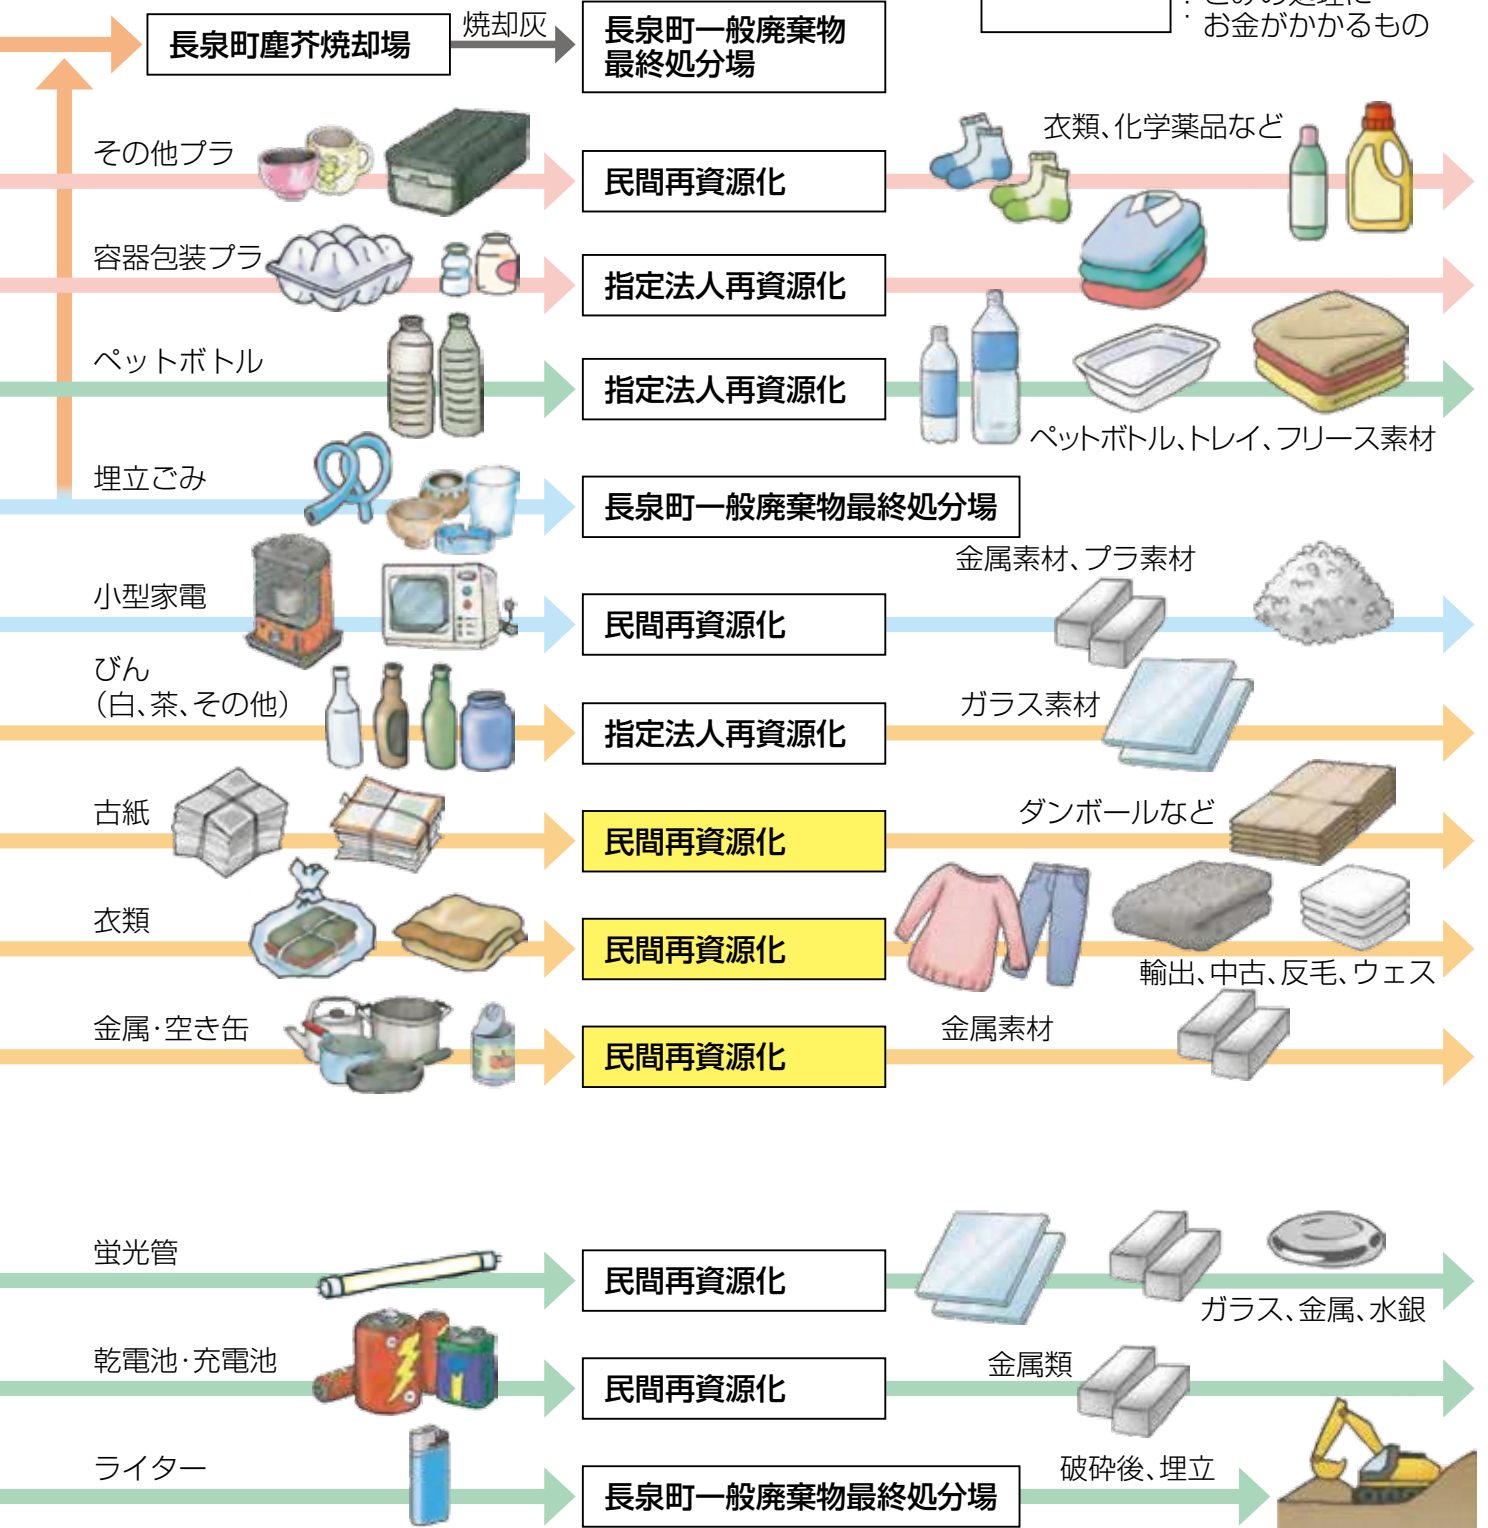 長泉町塵芥焼却場
焼却灰
長泉町一般廃棄物
最終処分場
お金がかかるもの
その他プラ
民間再資源化
衣類、化学薬品など
容器包装プラ
指定法人再資源化
ペットボトル
指定法人再資源化
ペットボトル、トレイ、フリース素材
埋立ごみ
長泉町一般廃棄物最終処分場
小型家電
民間再資源化
金属素材、プラ素材
びん
(白、茶、その他)
指定法人再資源化
ガラス素材
古紙
民間再資源化
ダンボールなど
衣類
民間再資源化
輸出、中古、反毛、ウェス
金属・空き缶
民間再資源化
金属素材
蛍光管
民間再資源化
ガラス、金属、水銀
乾電池・充電池
民間再資源化
金属類
ライター
長泉町一般廃棄物最終処分場
破砕後、埋立